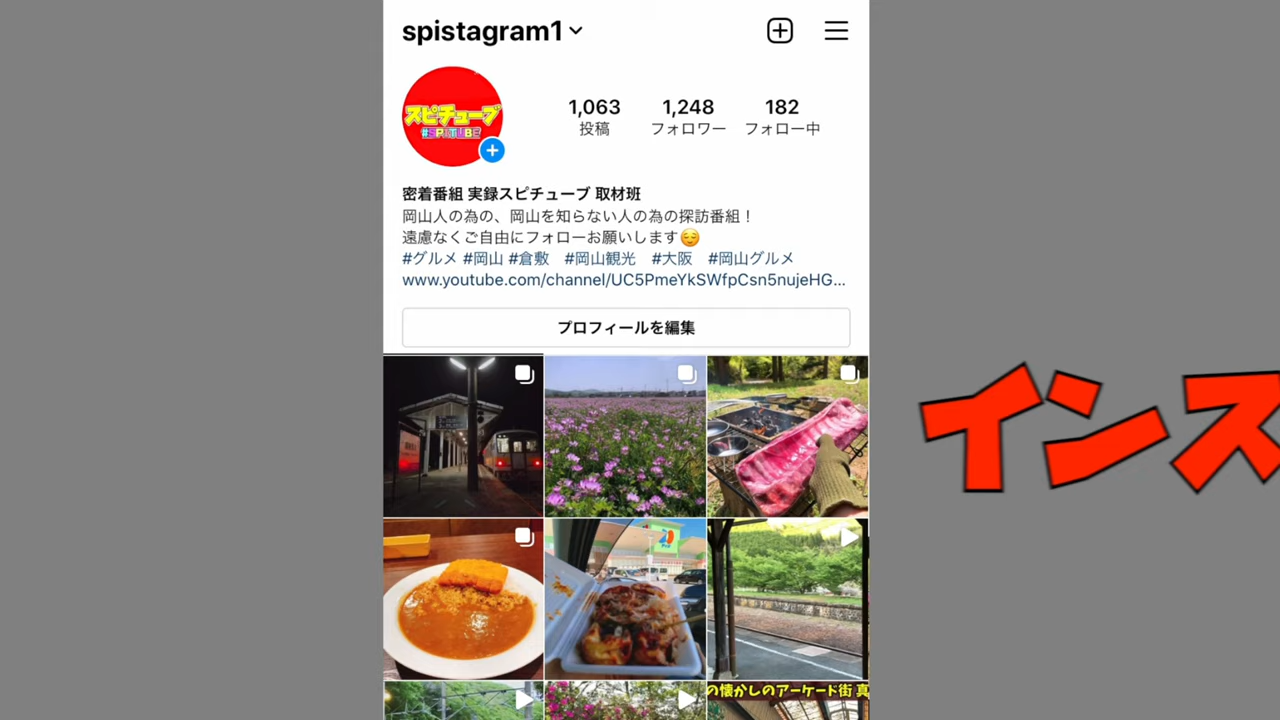 spistagram1
スピチューブ
#SPITUBE
1,063 1,248 182
投稿 フォロワー フォロー中
密着番組 実録スピチューブ 取材班
岡山人の為の、岡山を知らない人の為の探訪番組！
遠慮なくご自由にフォローお願いします😌
#グルメ #岡山 #倉敷 #岡山観光 #大阪 #岡山グルメ
www.youtube.com/channel/UC5PmeYkSWfpCsn5nujeHG...
プロフィールを編集
インス
の懐かしのアーケード街 真